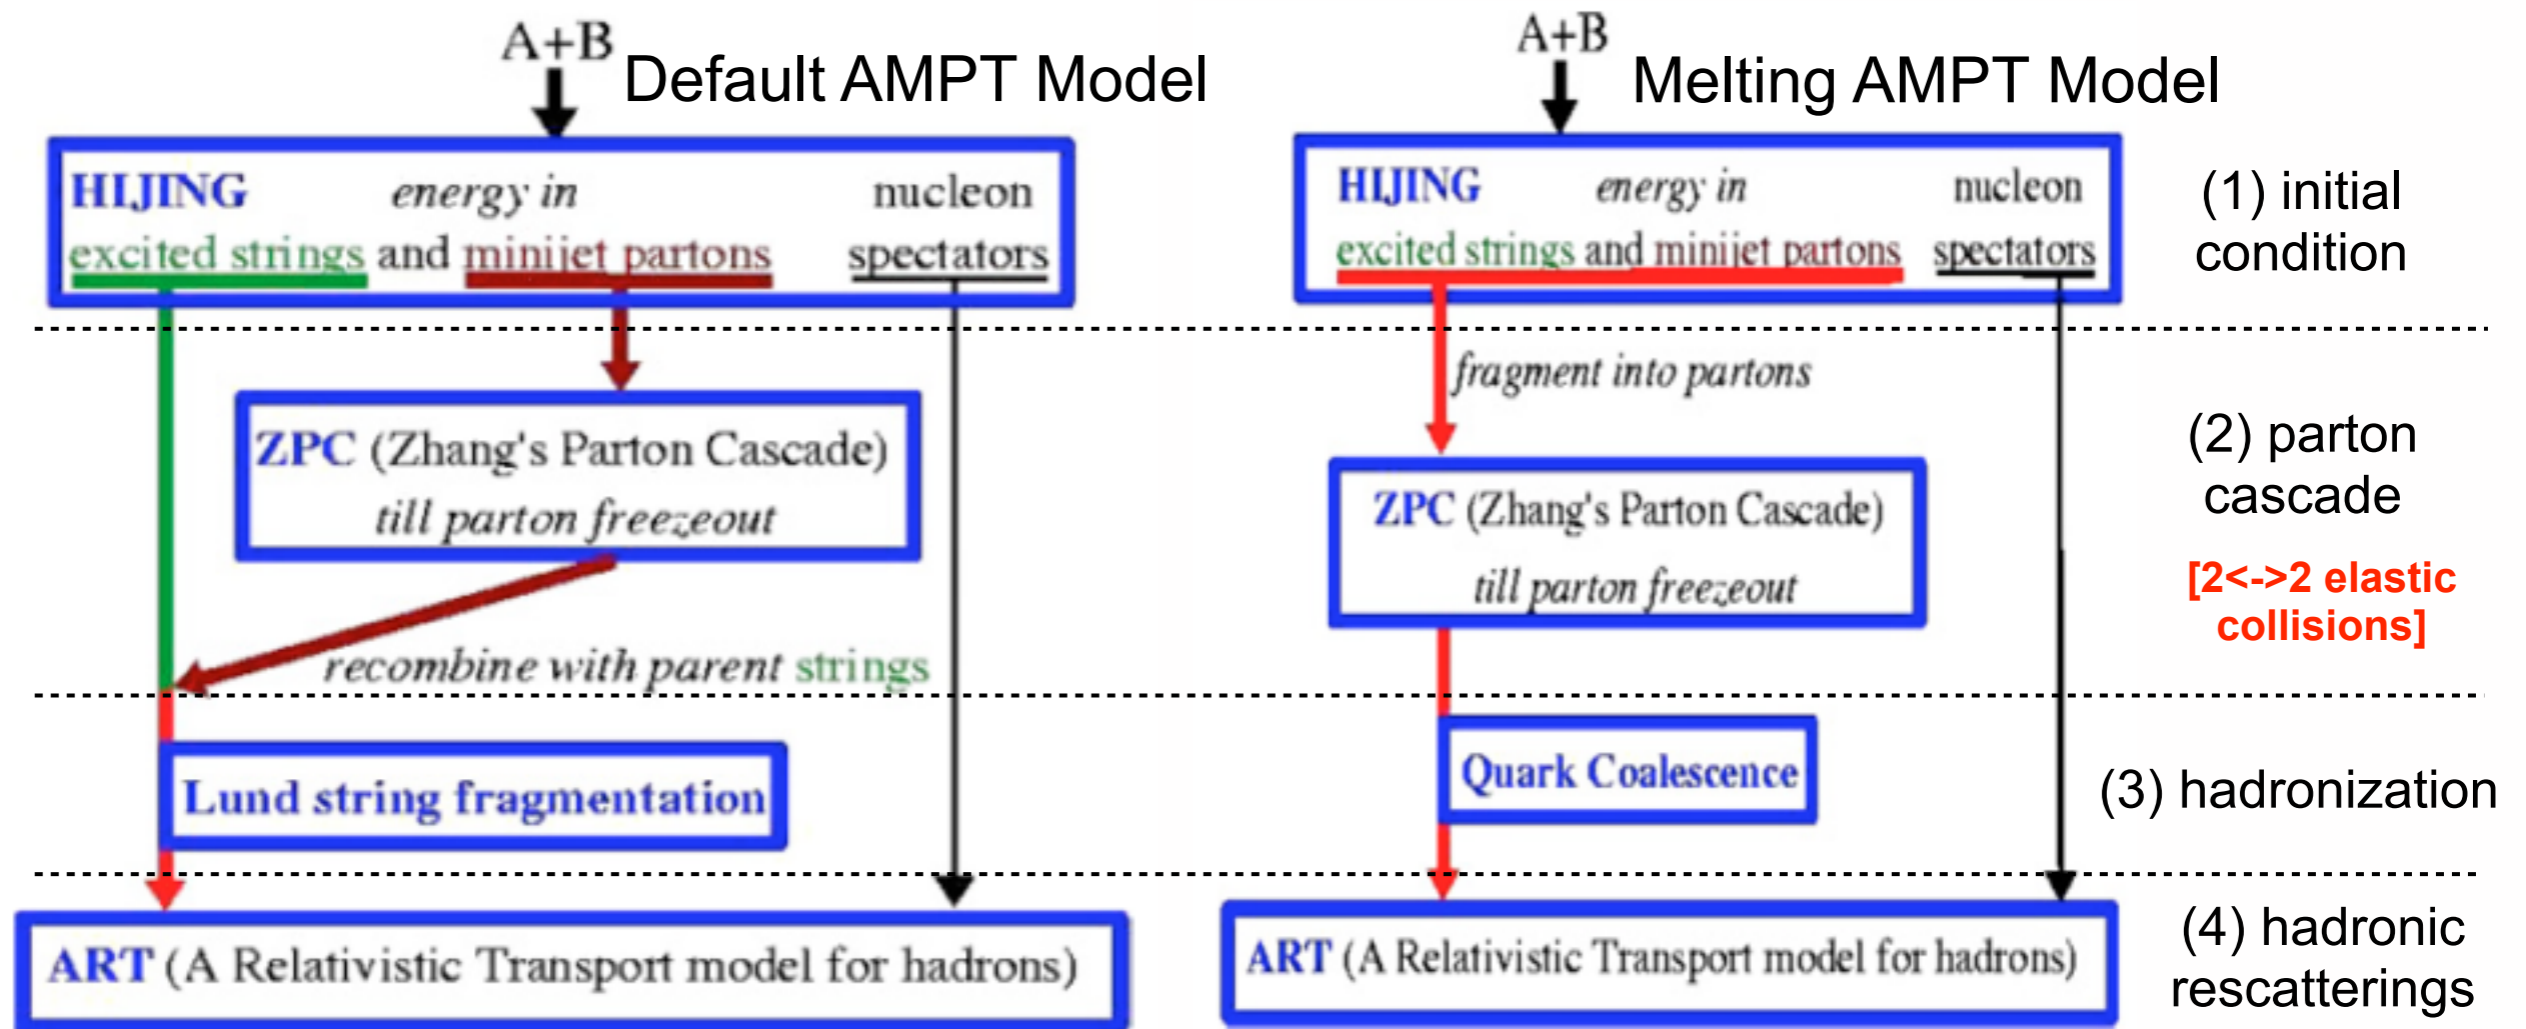 A+B
Default AMPT Model
HIJING energy in nucleon
excited strings and minijet partons spectators
ZPC (Zhang's Parton Cascade)
till parton freezeout
recombine with parent strings
Lund string fragmentation
ART (A Relativistic Transport model for hadrons)
A+B
Melting AMPT Model
HIJING energy in nucleon
excited strings and minijet partons spectators
fragment into partons
ZPC (Zhang's Parton Cascade)
till parton freezeout
Quark Coalescence
ART (A Relativistic Transport model for hadrons)
(1) initial
condition
(2) parton
cascade
[2<->2 elastic
collisions]
(3) hadronization
(4) hadronic
rescatterings